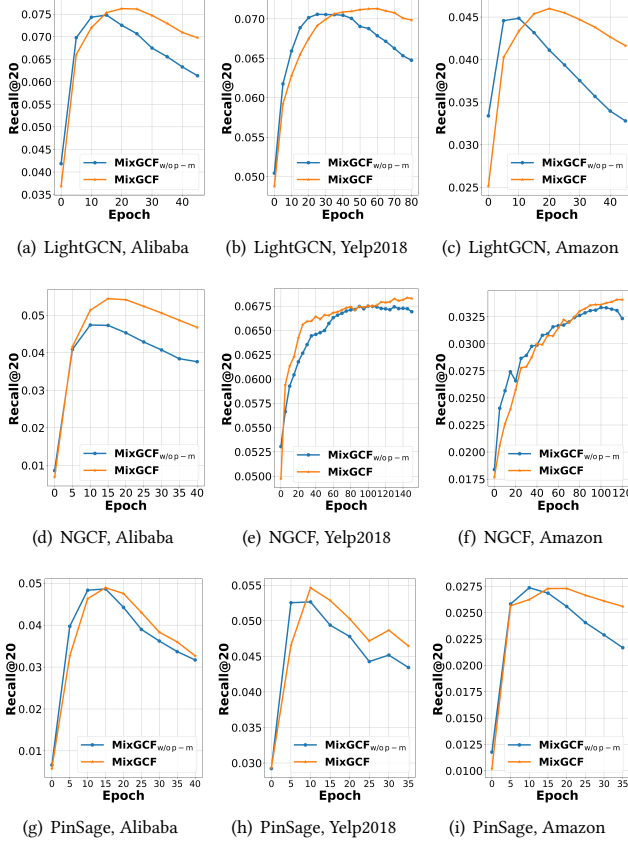 Recall@20
0.075
0.070
0.065
0.060
0.055
0.050
0.045
0.040
0.035
MixGCF w/o p−m
MixGCF
0 10 20 30 40
Epoch
(a) LightGCN, Alibaba
Recall@20
0.070
0.065
0.060
0.055
0.050
MixGCF w/o p−m
MixGCF
0 10 20 30 40 50 60 70 80
Epoch
(b) LightGCN, Yelp2018
Recall@20
0.045
0.040
0.035
0.030
0.025
MixGCF w/o p−m
MixGCF
0 10 20 30 40
Epoch
(c) LightGCN, Amazon
Recall@20
0.05
0.04
0.03
0.02
0.01
MixGCF w/o p−m
MixGCF
0 5 10 15 20 25 30 35 40
Epoch
(d) NGCF, Alibaba
Recall@20
0.0675
0.0650
0.0625
0.0600
0.0575
0.0550
0.0525
0.0500
MixGCF w/o p−m
MixGCF
0 20 40 60 80 100 120 140
Epoch
(e) NGCF, Yelp2018
Recall@20
0.0325
0.0300
0.0275
0.0250
0.0225
0.0200
0.0175
MixGCF w/o p−m
MixGCF
0 20 40 60 80 100 120
Epoch
(f) NGCF, Amazon
Recall@20
0.05
0.04
0.03
0.02
0.01
MixGCF w/o p−m
MixGCF
0 5 10 15 20 25 30 35 40
Epoch
(g) PinSage, Alibaba
Recall@20
0.055
0.050
0.045
0.040
0.035
0.030
MixGCF w/o p−m
MixGCF
0 5 10 15 20 25 30 35
Epoch
(h) PinSage, Yelp2018
Recall@20
0.0275
0.0250
0.0225
0.0200
0.0175
0.0150
0.0125
0.0100
MixGCF w/o p−m
MixGCF
0 5 10 15 20 25 30 35
Epoch
(i) PinSage, Amazon